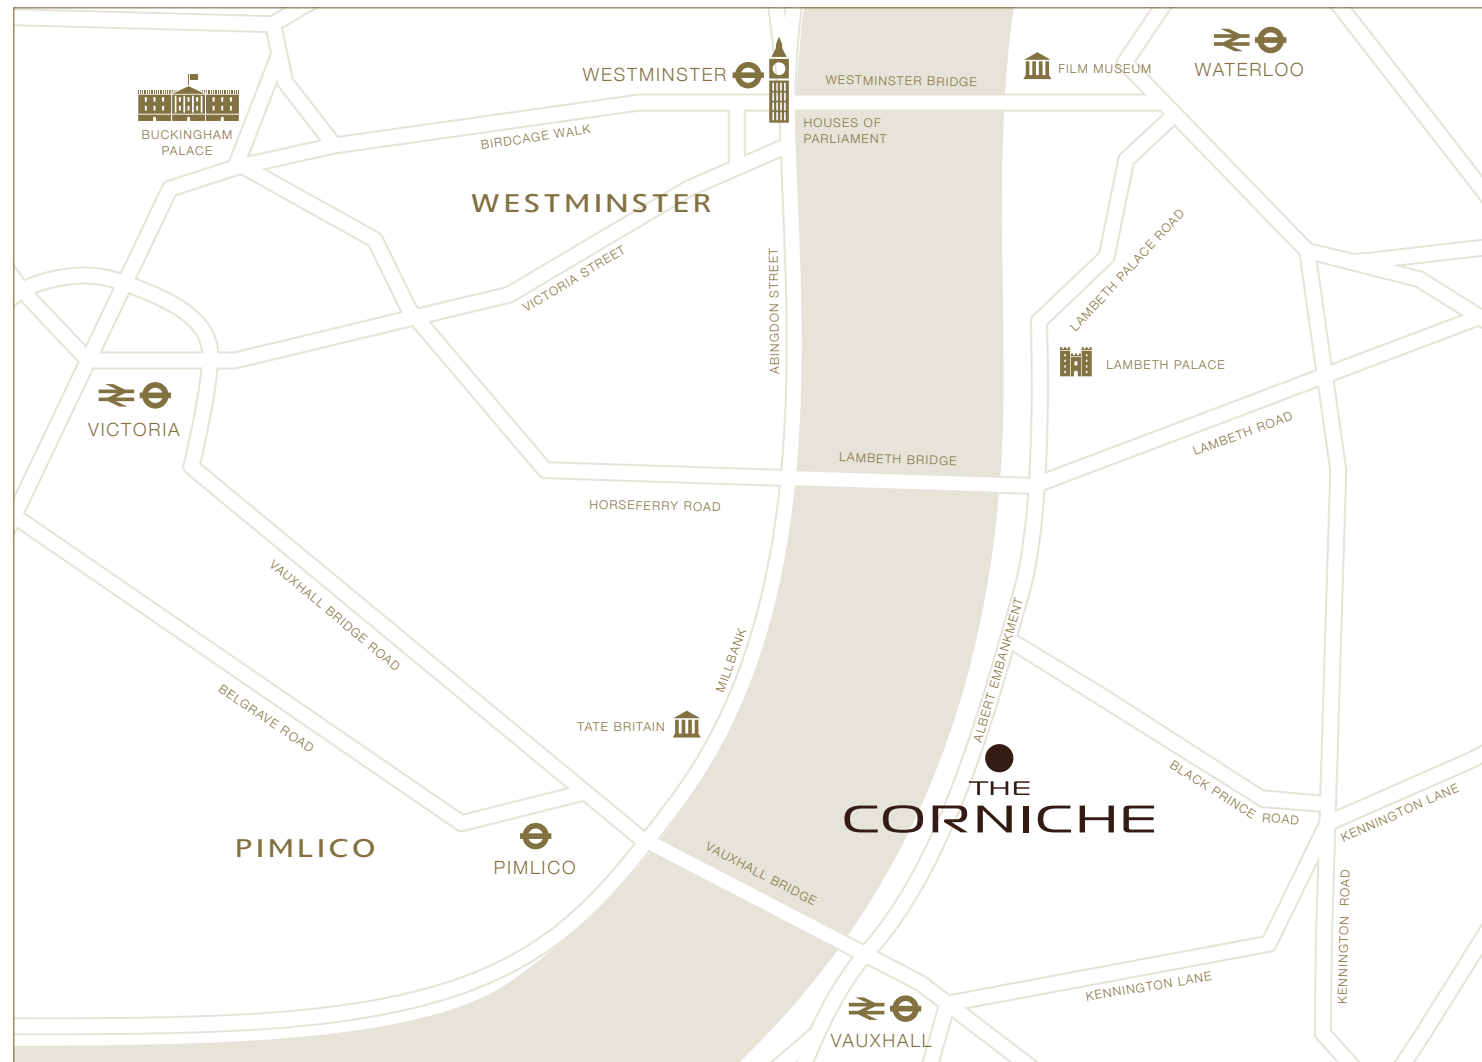 WESTMINSTER
WESTMINSTER BRIDGE
FILM MUSEUM
WATERLOO
BUCKINGHAM
PALACE
BIRDCAGE WALK
HOUSES OF
PARLIAMENT
WESTMINSTER
VICTORIA STREET
ABINGDON STREET
LAMBETH PALACE ROAD
LAMBETH PALACE
VICTORIA
LAMBETH ROAD
LAMBETH BRIDGE
HORSEFERRY ROAD
VAUXHALL BRIDGE ROAD
MILLBANK
ALBERT EMBANKMENT
BELGRAVE ROAD
TATE BRITAIN
THE
CORNICHE
BLACK PRINCE ROAD
KENNINGTON LANE
PIMLICO
PIMLICO
VAUXHALL BRIDGE
KENNINGTON ROAD
KENNINGTON LANE
VAUXHALL